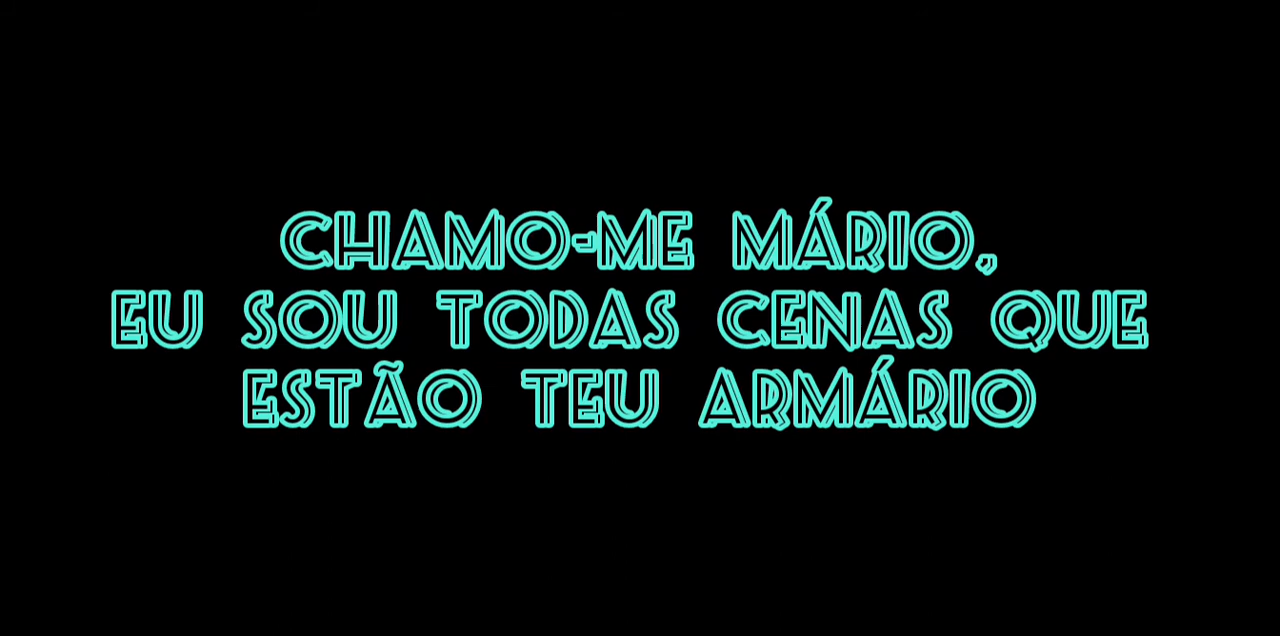 CHAMO-ME MÁRIO,
EU SOU TODAS CENAS QUE
ESTÃO TEU ARMÁRIO